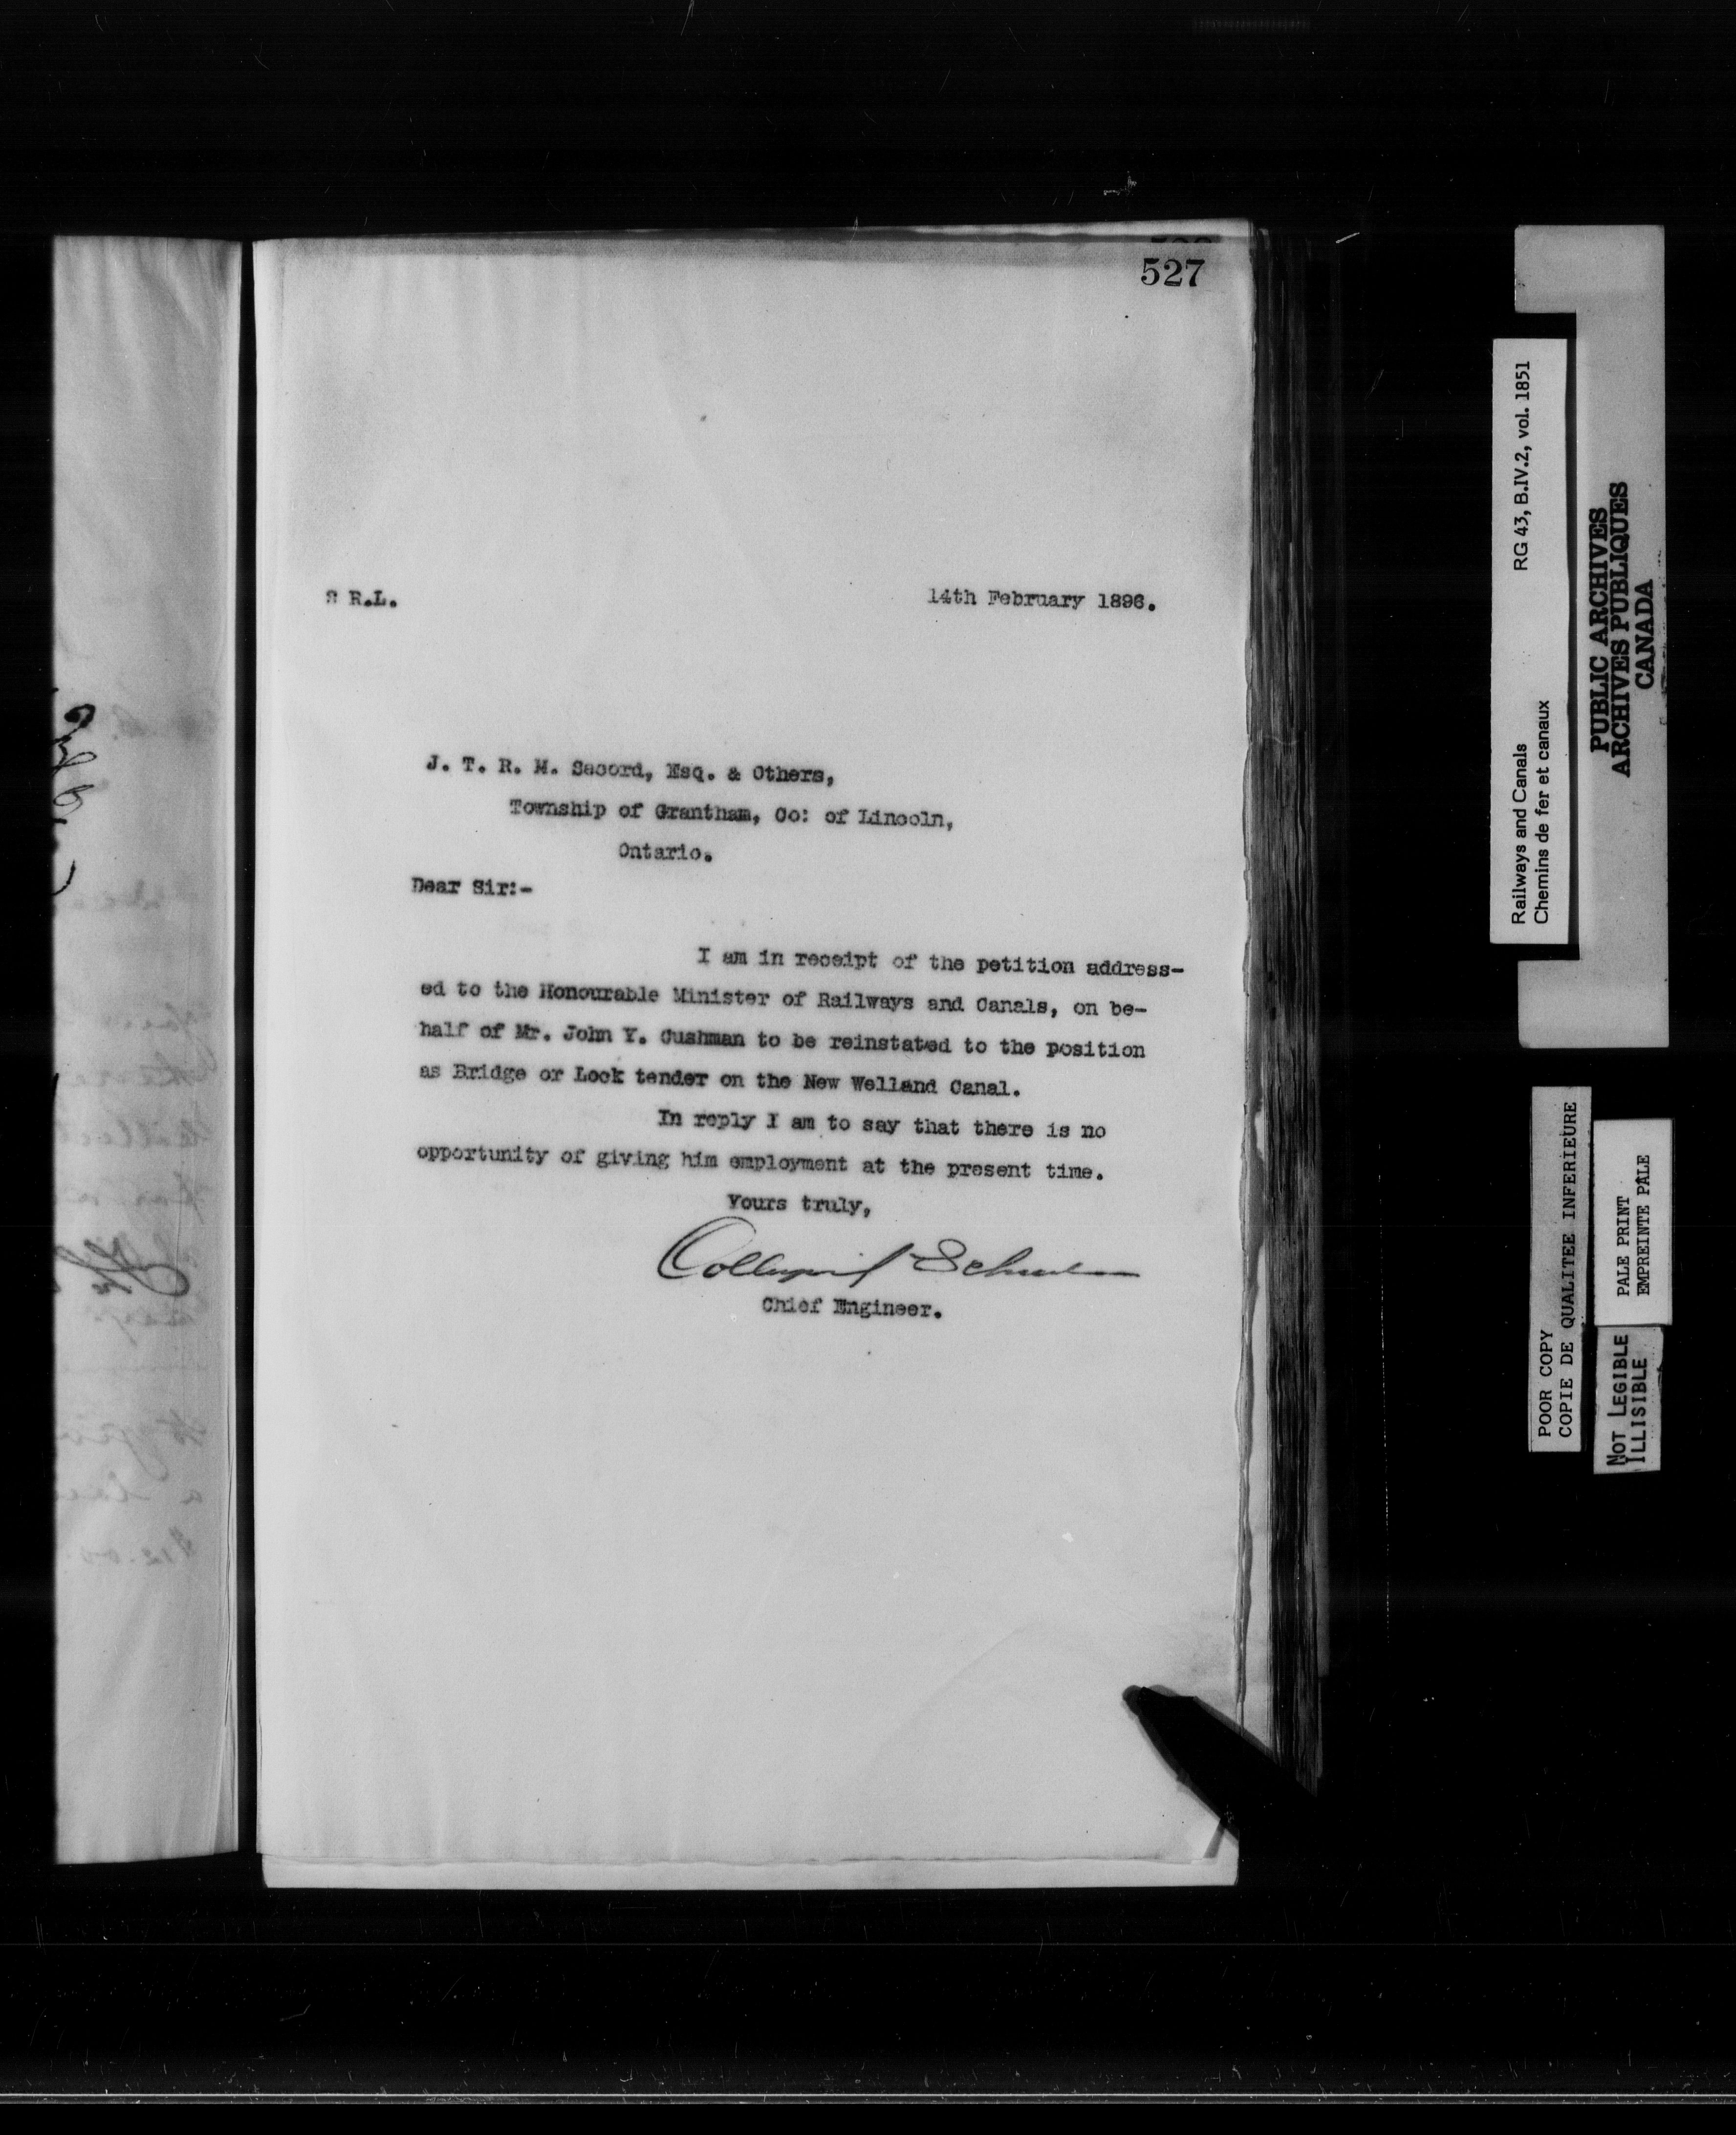 527
S R.L.
14th February 1896.
J. T. R. M. Secord, Esq. & Others,
Township of Grantham, Co: of Lincoln,
Ontario.
Dear Sir:-
I am in receipt of the petition address-
ed to the Honourable Minister of Railways and Canals, on be-
half of Mr. John Y. Cushman to be reinstated to the position
as Bridge or Lock tender on the New Welland Canal.
In reply I am to say that there is no
opportunity of giving him employment at the present time.
Yours truly,
Collingwood Schreiber
Chief Engineer.
Railways and Canals RG 43, B.IV.2, vol. 1851
Chemins de fer et canaux
PUBLIC ARCHIVES
ARCHIVES PUBLIQUES
CANADA
POOR COPY
COPIE DE QUALITEE INFERIEURE
PALE PRINT
EMPREINTE PÂLE
NOT LEGIBLE
ILLISIBLE